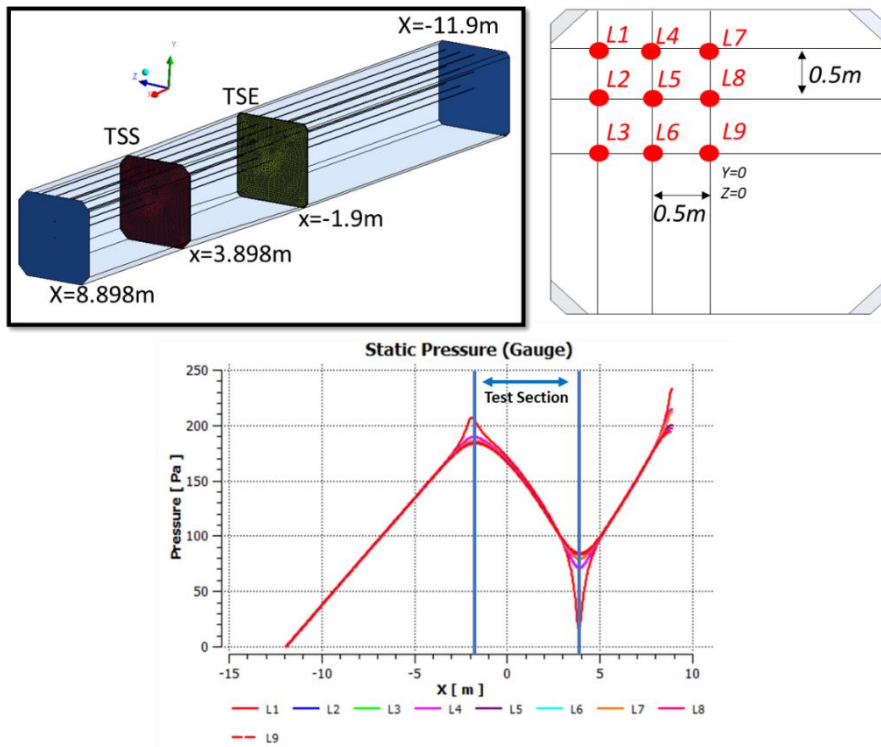 X=-11.9m
TSE
TSS
x=-1.9m
x=3.898m
X=8.898m
Y
Z
X
L1 L4 L7
L2 L5 L8
L3 L6 L9
0.5m
Y=0
Z=0
0.5m
Static Pressure (Gauge)
Test Section
Pressure [ Pa ]
250
200
150
100
50
0
-15 -10 -5 0 5 10
X [ m ]
L1 L2 L3 L4 L5 L6 L7 L8
L9